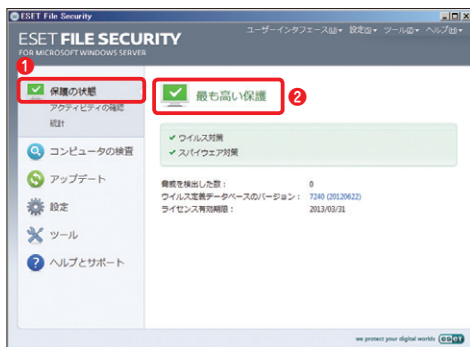 ESET File Security
ESET FILE SECURITY
FOR MICROSOFT WINDOWS SERVER
ユーザーインタフェース(U)▾ 設定(S)▾ ツール(T)▾ ヘルプ(H)▾
1
保護の状態
アクティビティの確認
統計
コンピュータの検査
アップデート
設定
ツール
ヘルプとサポート
最も高い保護
2
ウイルス対策
スパイウェア対策
脅威を検出した数: 0
ウイルス定義データベースのバージョン: 7240 (20120622)
ライセンス有効期限: 2013/03/31
we protect your digital worlds eset